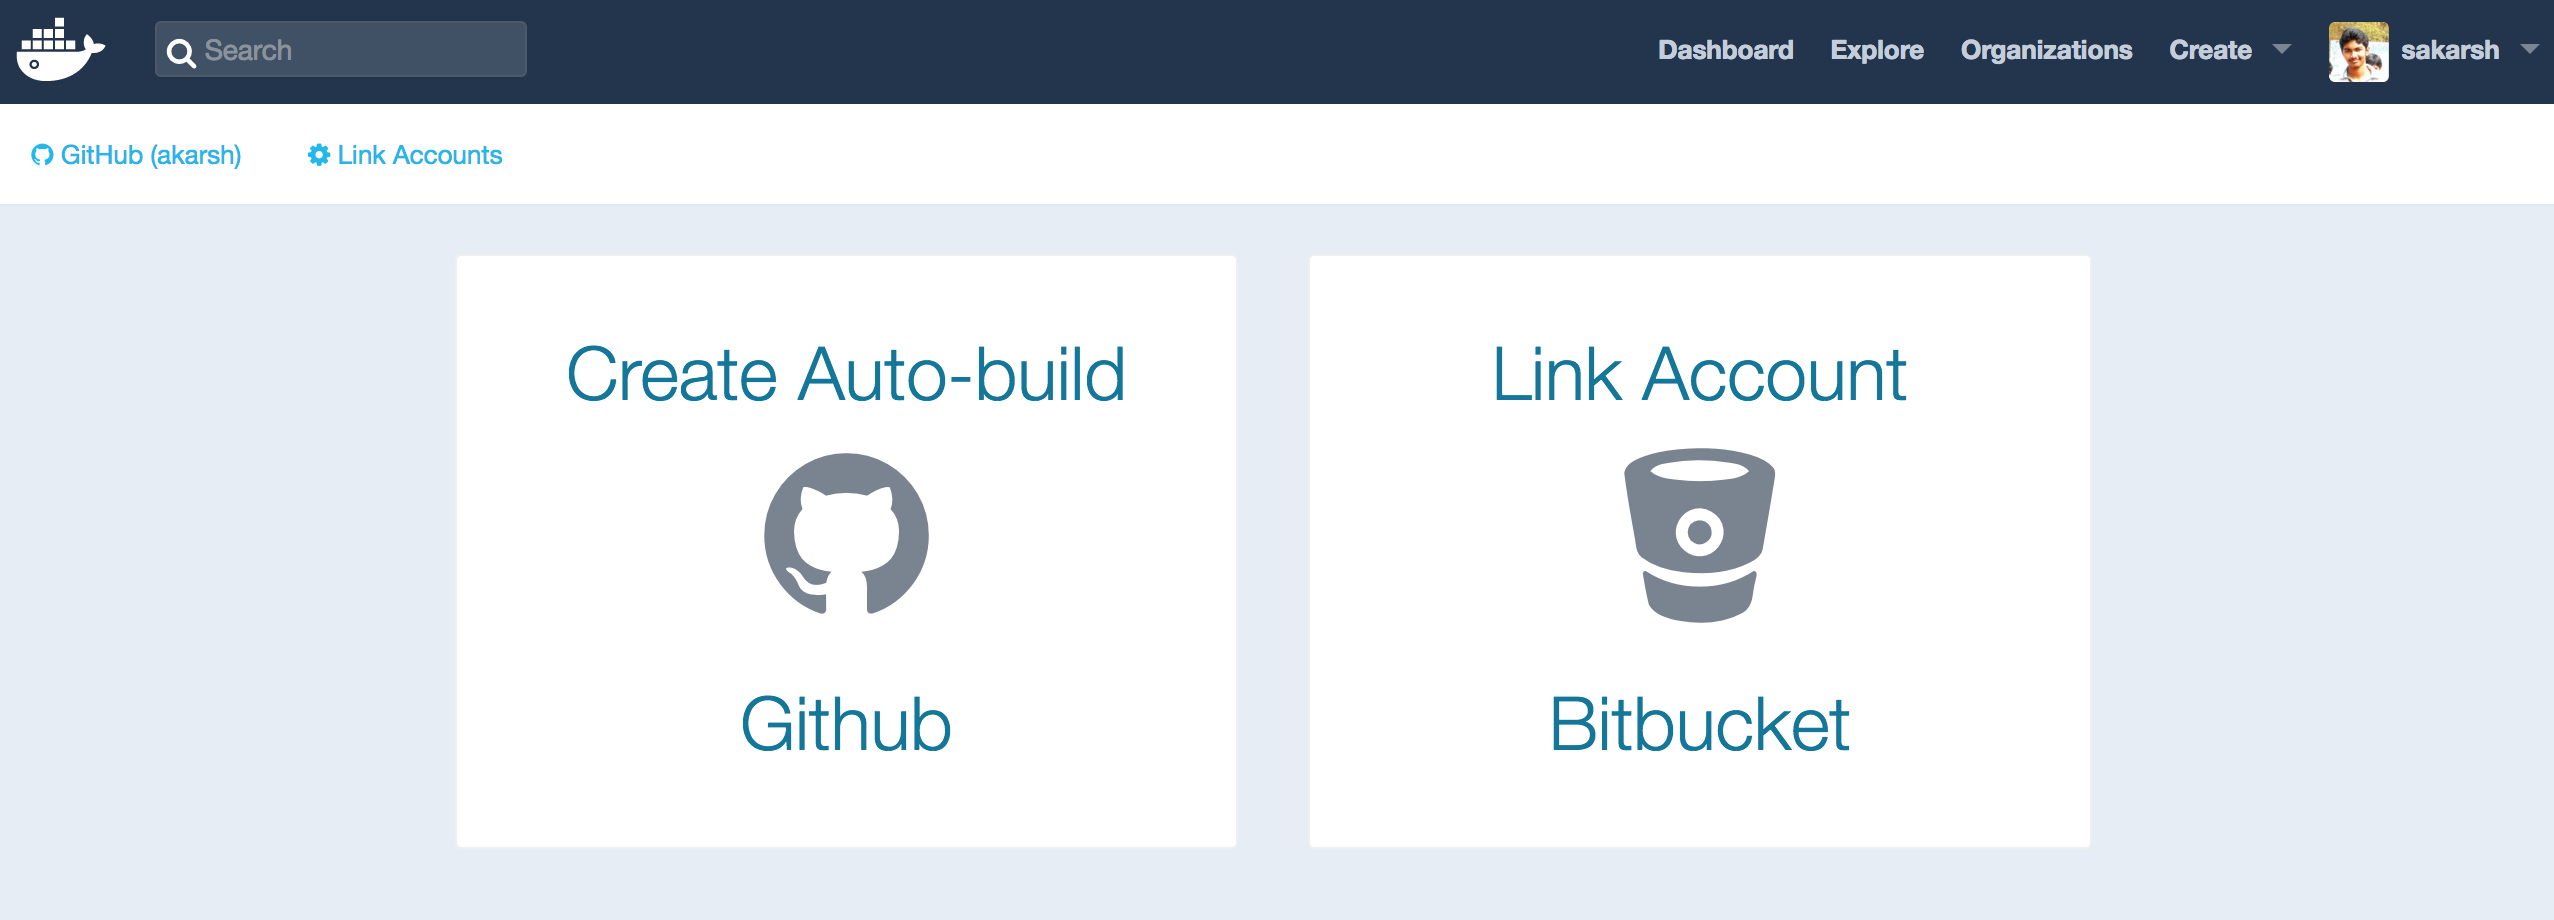 Search
Dashboard Explore Organizations Create sakarsh
GitHub (akarsh) Link Accounts
Create Auto-build
Github
Link Account
Bitbucket